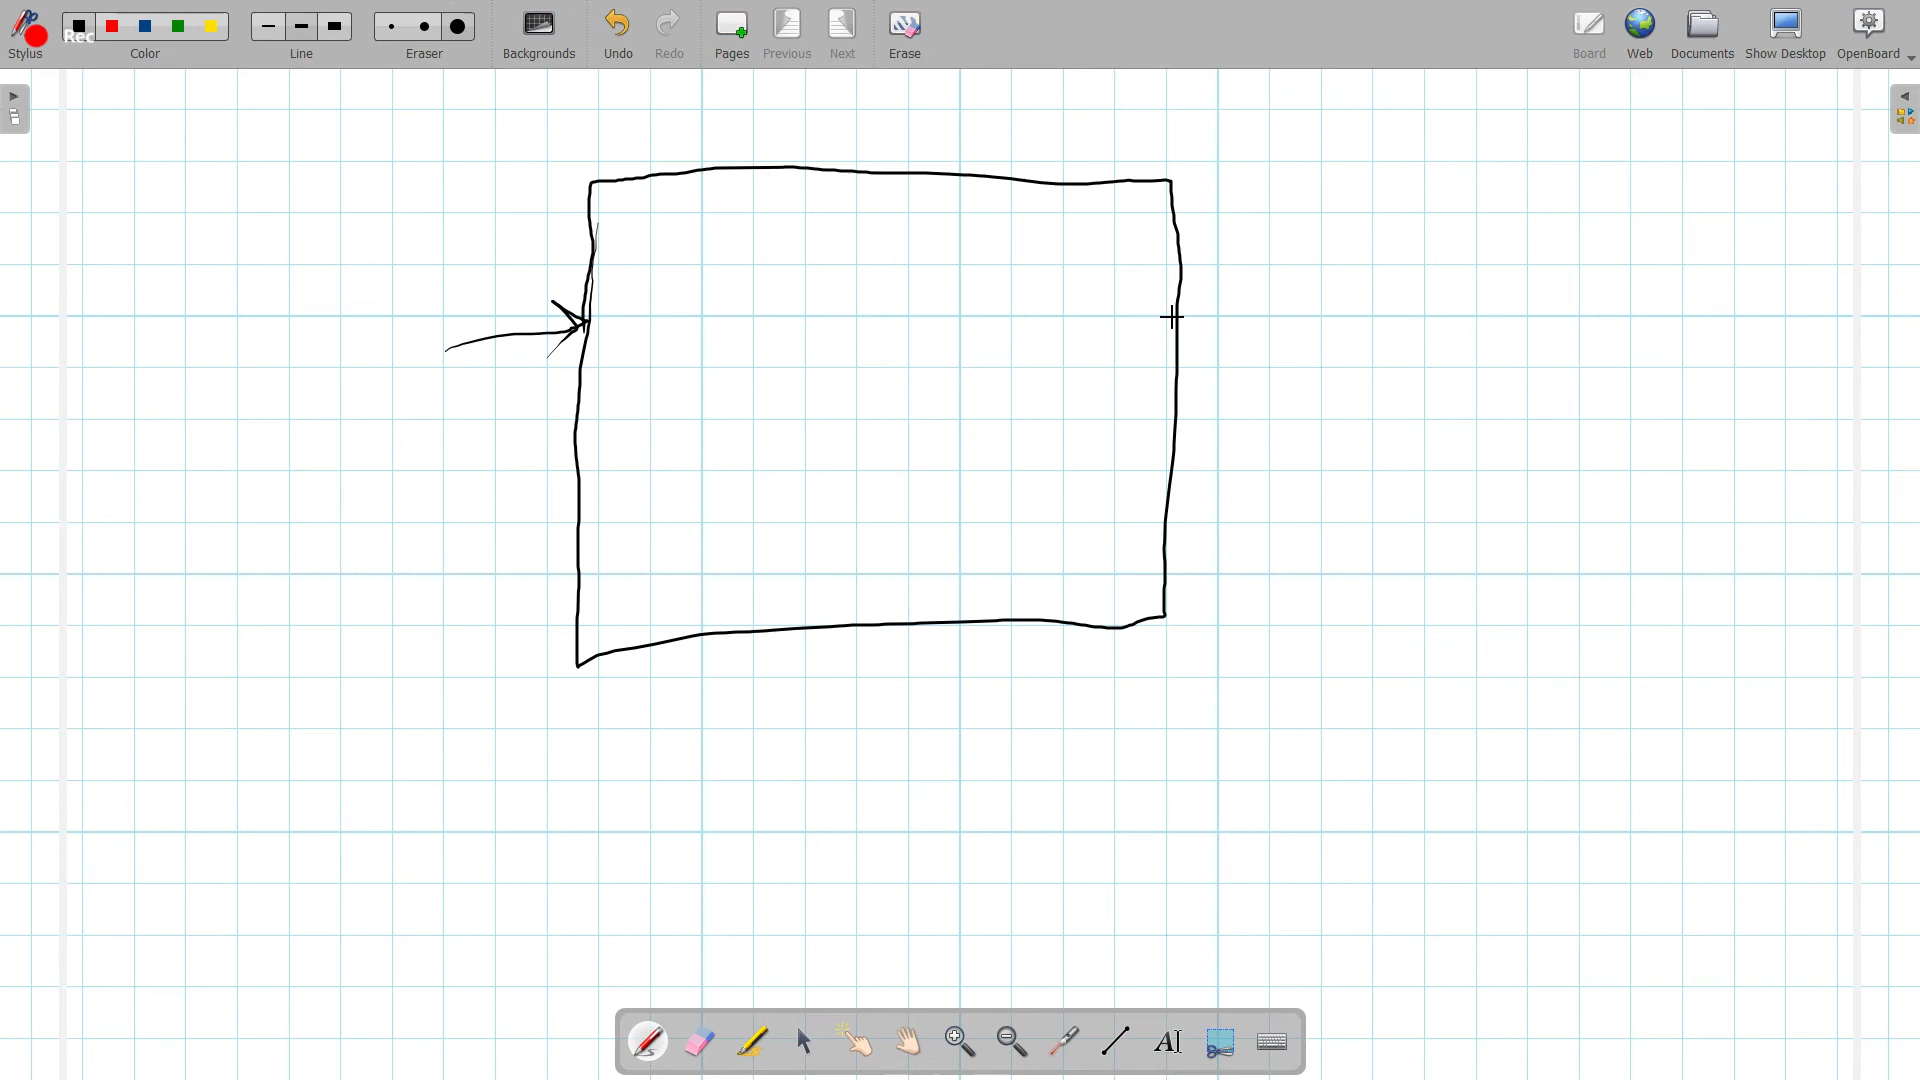 Rec
Stylus
Color
Line
Eraser
Backgrounds
Undo
Redo
Pages
Previous
Next
Erase
Board
Web
Documents
Show Desktop
OpenBoard
A